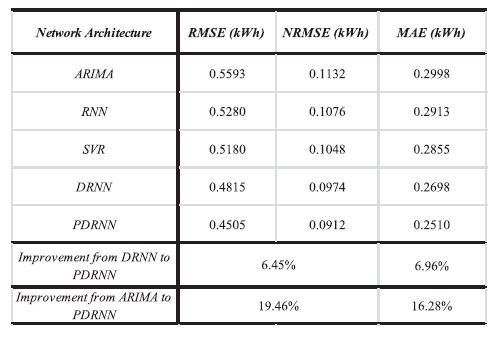 Network Architecture RMSE (kWh) NRMSE (kWh) MAE (kWh)
ARIMA 0.5593 0.1132 0.2998
RNN 0.5280 0.1076 0.2913
SVR 0.5180 0.1048 0.2855
DRNN 0.4815 0.0974 0.2698
PDRNN 0.4505 0.0912 0.2510
Improvement from DRNN to
PDRNN 6.45% 6.96%
Improvement from ARIMA to
PDRNN 19.46% 16.28%